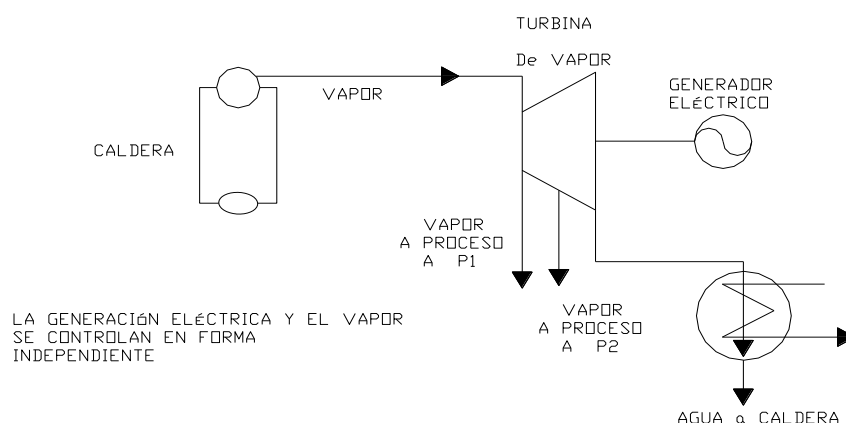 TURBINA
De VAPOR
VAPOR
GENERADOR
ELéCTRICO
CALDERA
VAPOR
A PROCESO
A P1
VAPOR
A PROCESO
A P2
LA GENERACIóN ELéCTRICA Y EL VAPOR
SE CONTROLAN EN FORMA
INDEPENDIENTE
AGUA a CALDERA